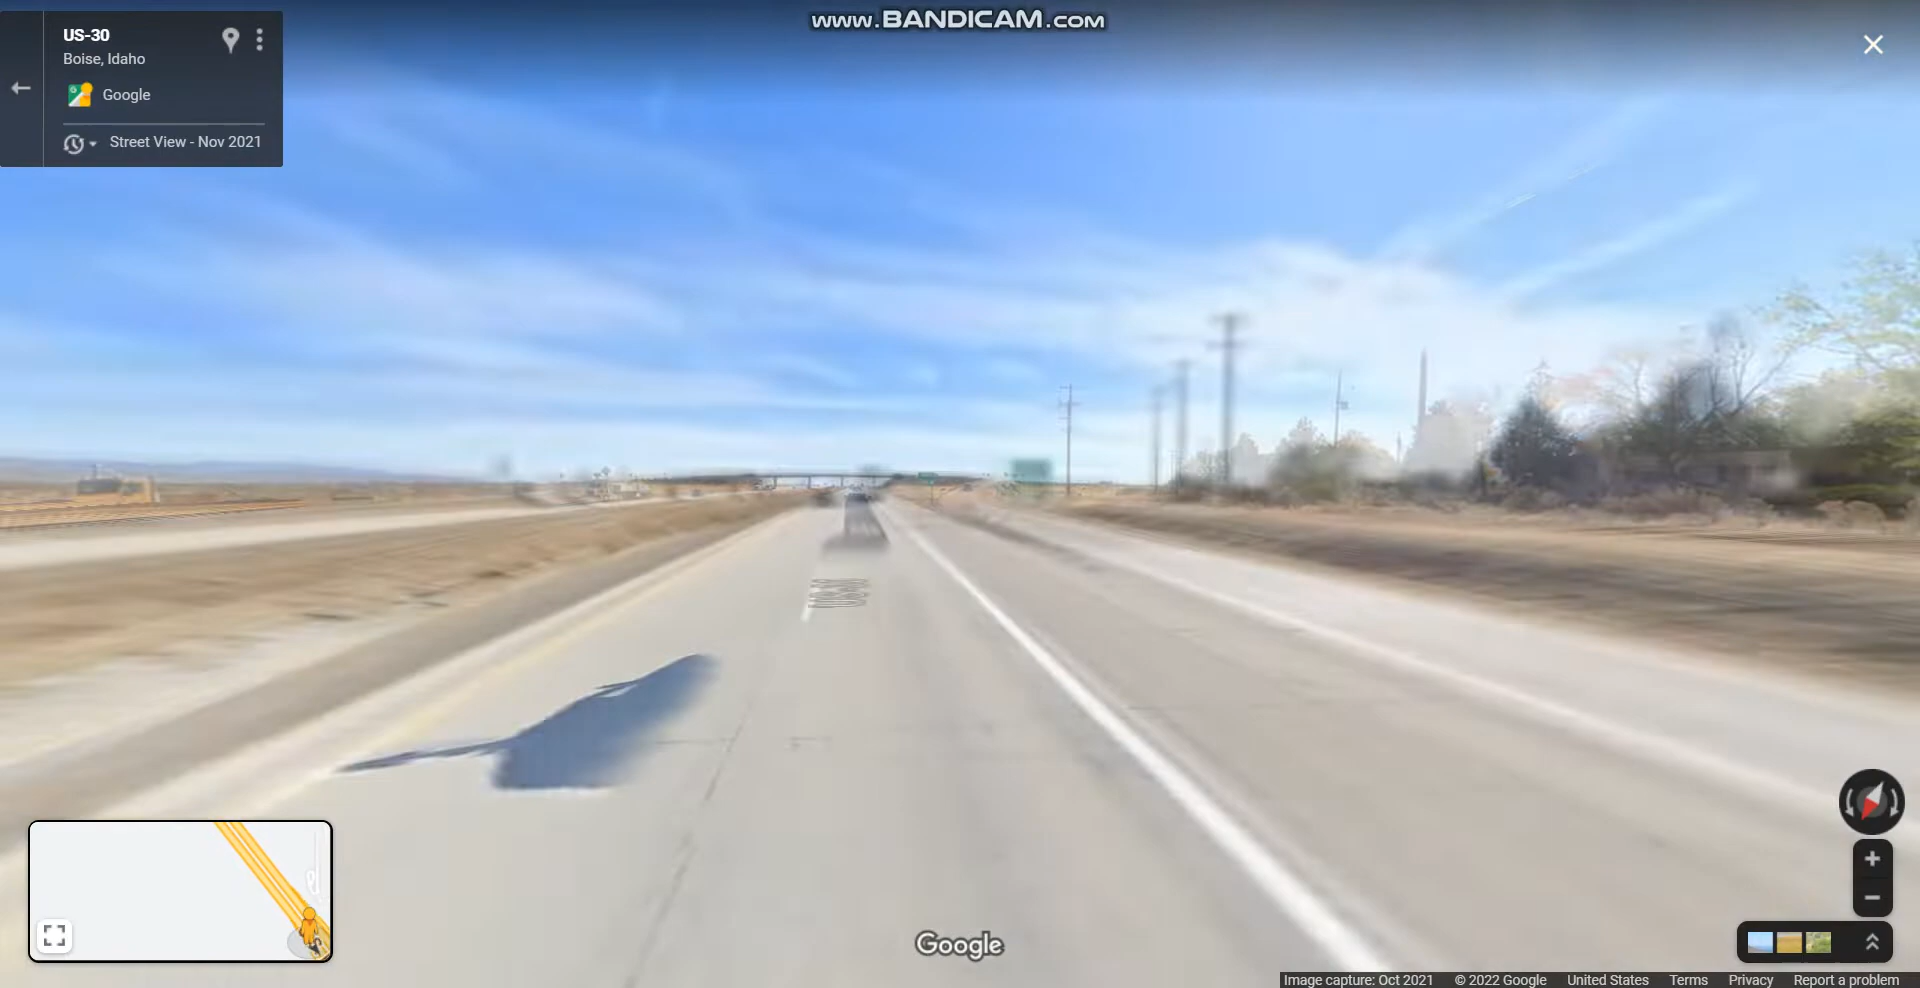 www.BANDICAM.com
US-30
Boise, Idaho
Google
Street View - Nov 2021
Google
Image capture: Oct 2021 © 2022 Google United States Terms Privacy Report a problem